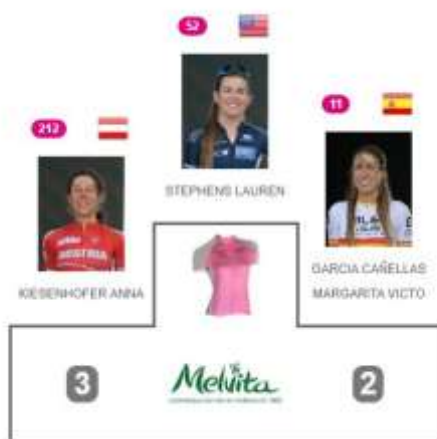 52
STEPHENS LAUREN
212
KIESENHOFER ANNA
11
GARCIA CAÑELLAS
MARGARITA VICTO
3
Melvita
2